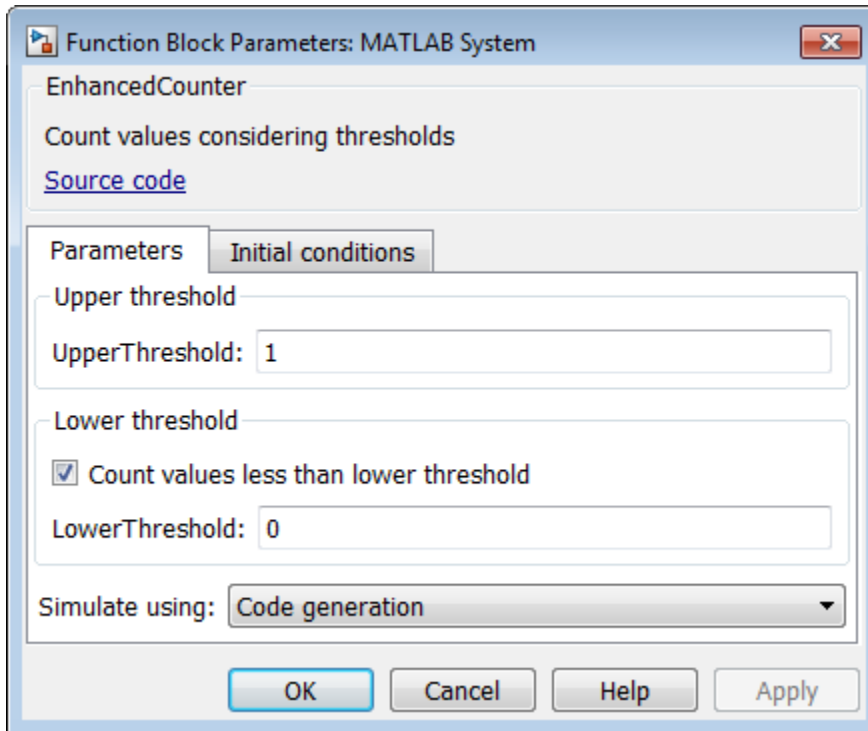 Function Block Parameters: MATLAB System
EnhancedCounter
Count values considering thresholds
Source code
Parameters Initial conditions
Upper threshold
UpperThreshold: 1
Lower threshold
Count values less than lower threshold
LowerThreshold: 0
Simulate using: Code generation
OK Cancel Help Apply